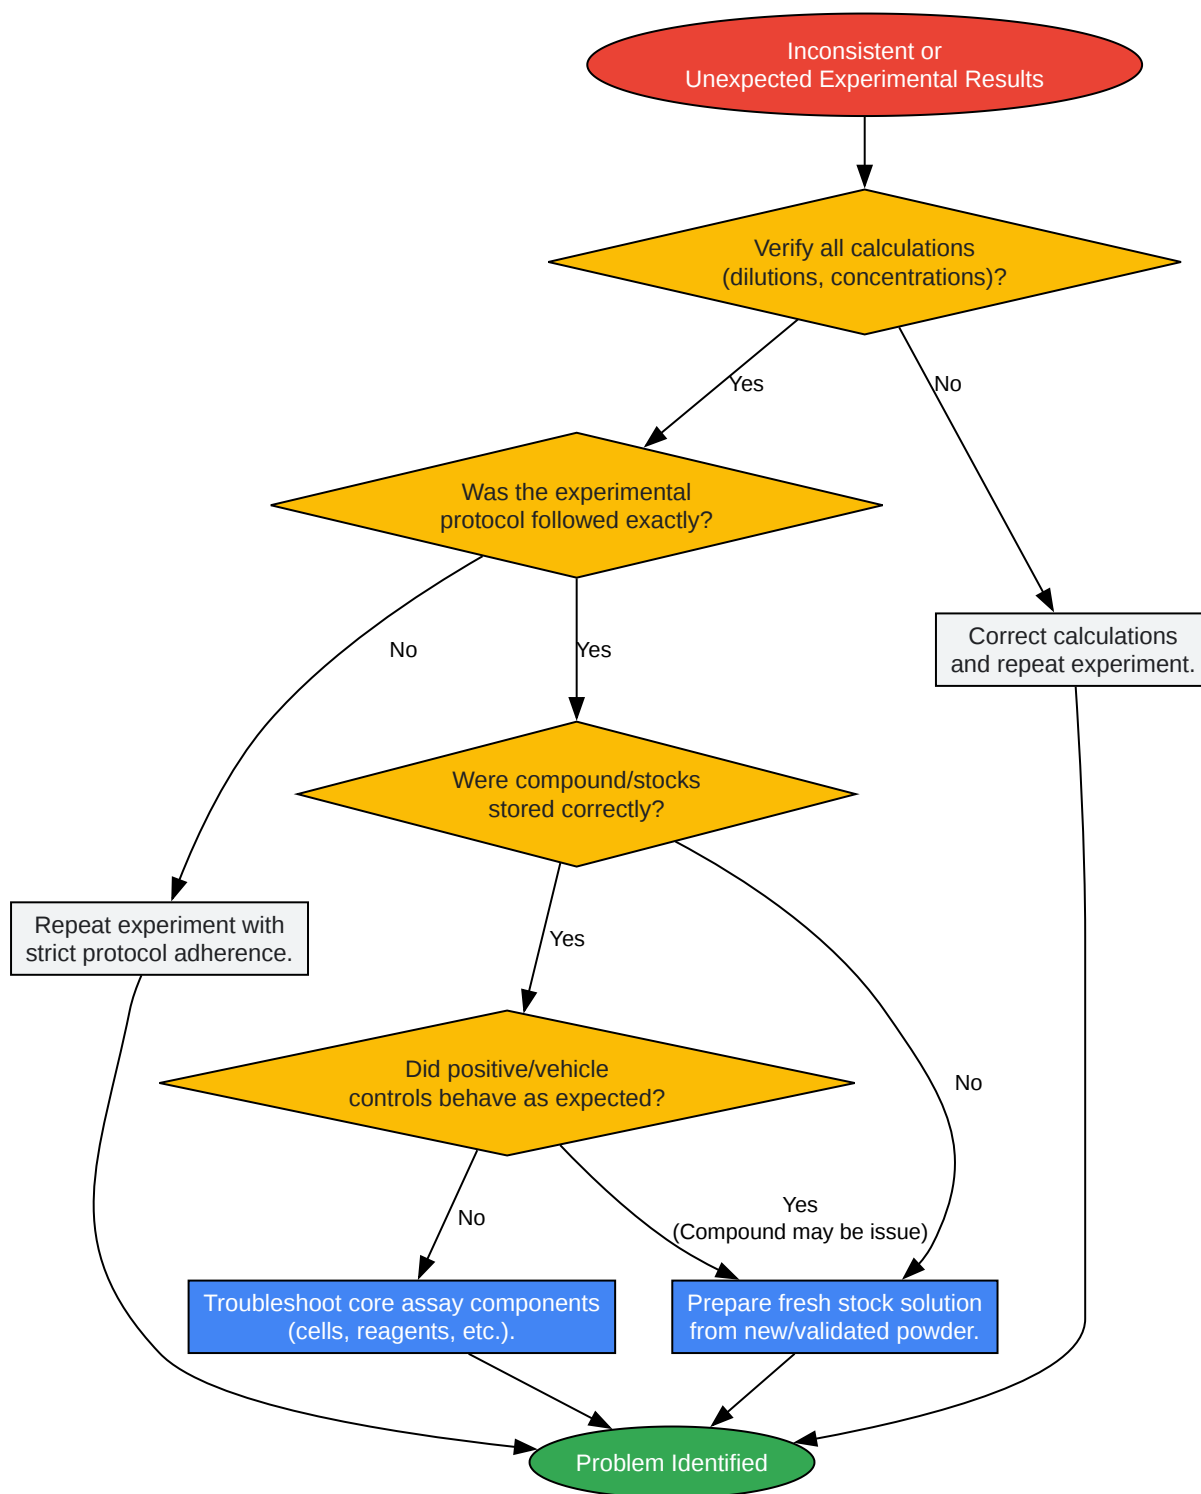 Inconsistent or
Unexpected Experimental Results
Verify all calculations
(dilutions, concentrations)?
Yes
No
Was the experimental
protocol followed exactly?
No
Yes
Correct calculations
and repeat experiment.
Were compound/stocks
stored correctly?
Repeat experiment with
strict protocol adherence.
Yes
No
Did positive/vehicle
controls behave as expected?
No
Yes
(Compound may be issue)
Troubleshoot core assay components
(cells, reagents, etc.).
Prepare fresh stock solution
from new/validated powder.
Problem Identified